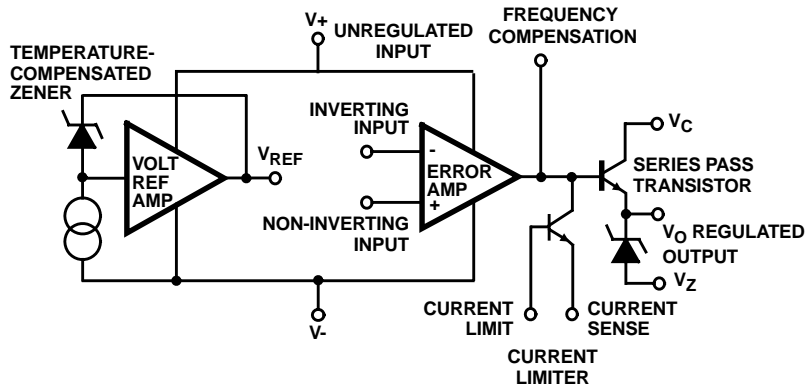 V+
UNREGULATED
INPUT
FREQUENCY
COMPENSATION
TEMPERATURE-
COMPENSATED
ZENER
INVERTING
INPUT
VOLT
REF
AMP
VREF
-
ERROR
AMP
+
NON-INVERTING
INPUT
VC
SERIES PASS
TRANSISTOR
VO REGULATED
OUTPUT
VZ
V-
CURRENT
LIMIT
CURRENT
SENSE
CURRENT
LIMITER